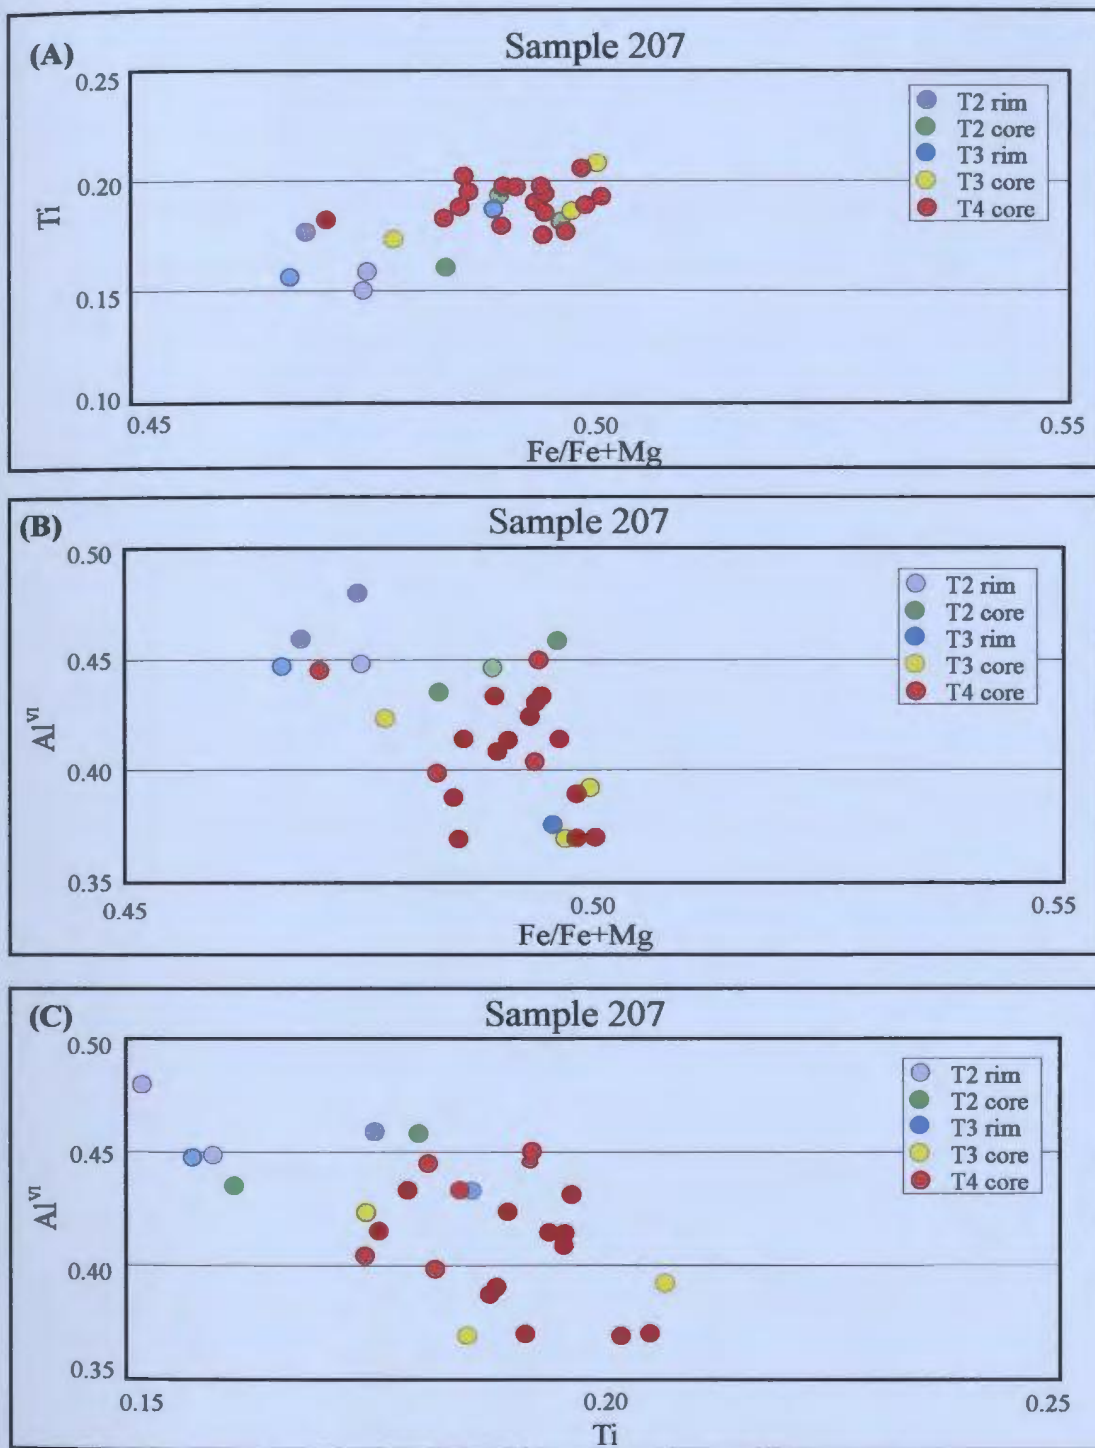 (A)
Sample 207
0.25
0.20
0.15
0.10
Ti
0.45
0.50
0.55
Fe/Fe+Mg
T2 rim
T2 core
T3 rim
T3 core
T4 core
(B)
Sample 207
0.50
0.45
0.40
0.35
Al^VI
0.45
0.50
0.55
Fe/Fe+Mg
T2 rim
T2 core
T3 rim
T3 core
T4 core
(C)
Sample 207
0.50
0.45
0.40
0.35
Al^VI
0.15
0.20
0.25
Ti
T2 rim
T2 core
T3 rim
T3 core
T4 core